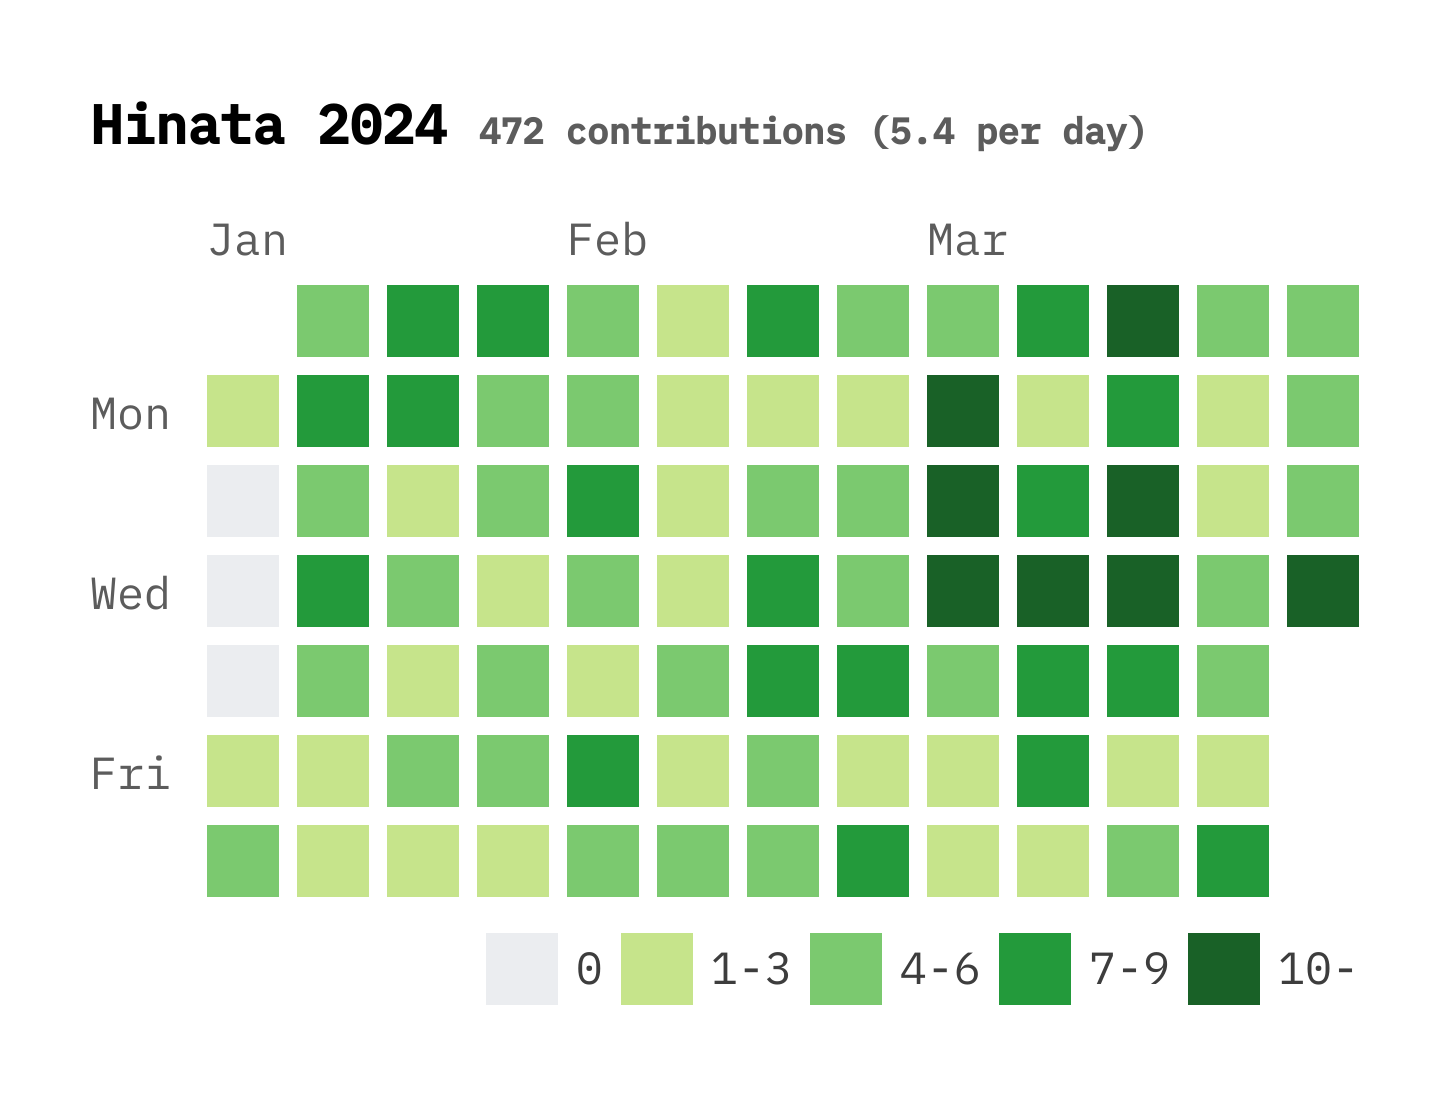 Hinata 2024 472 contributions (5.4 per day)
Jan Feb Mar
Mon
Wed
Fri
0 1-3 4-6 7-9 10-